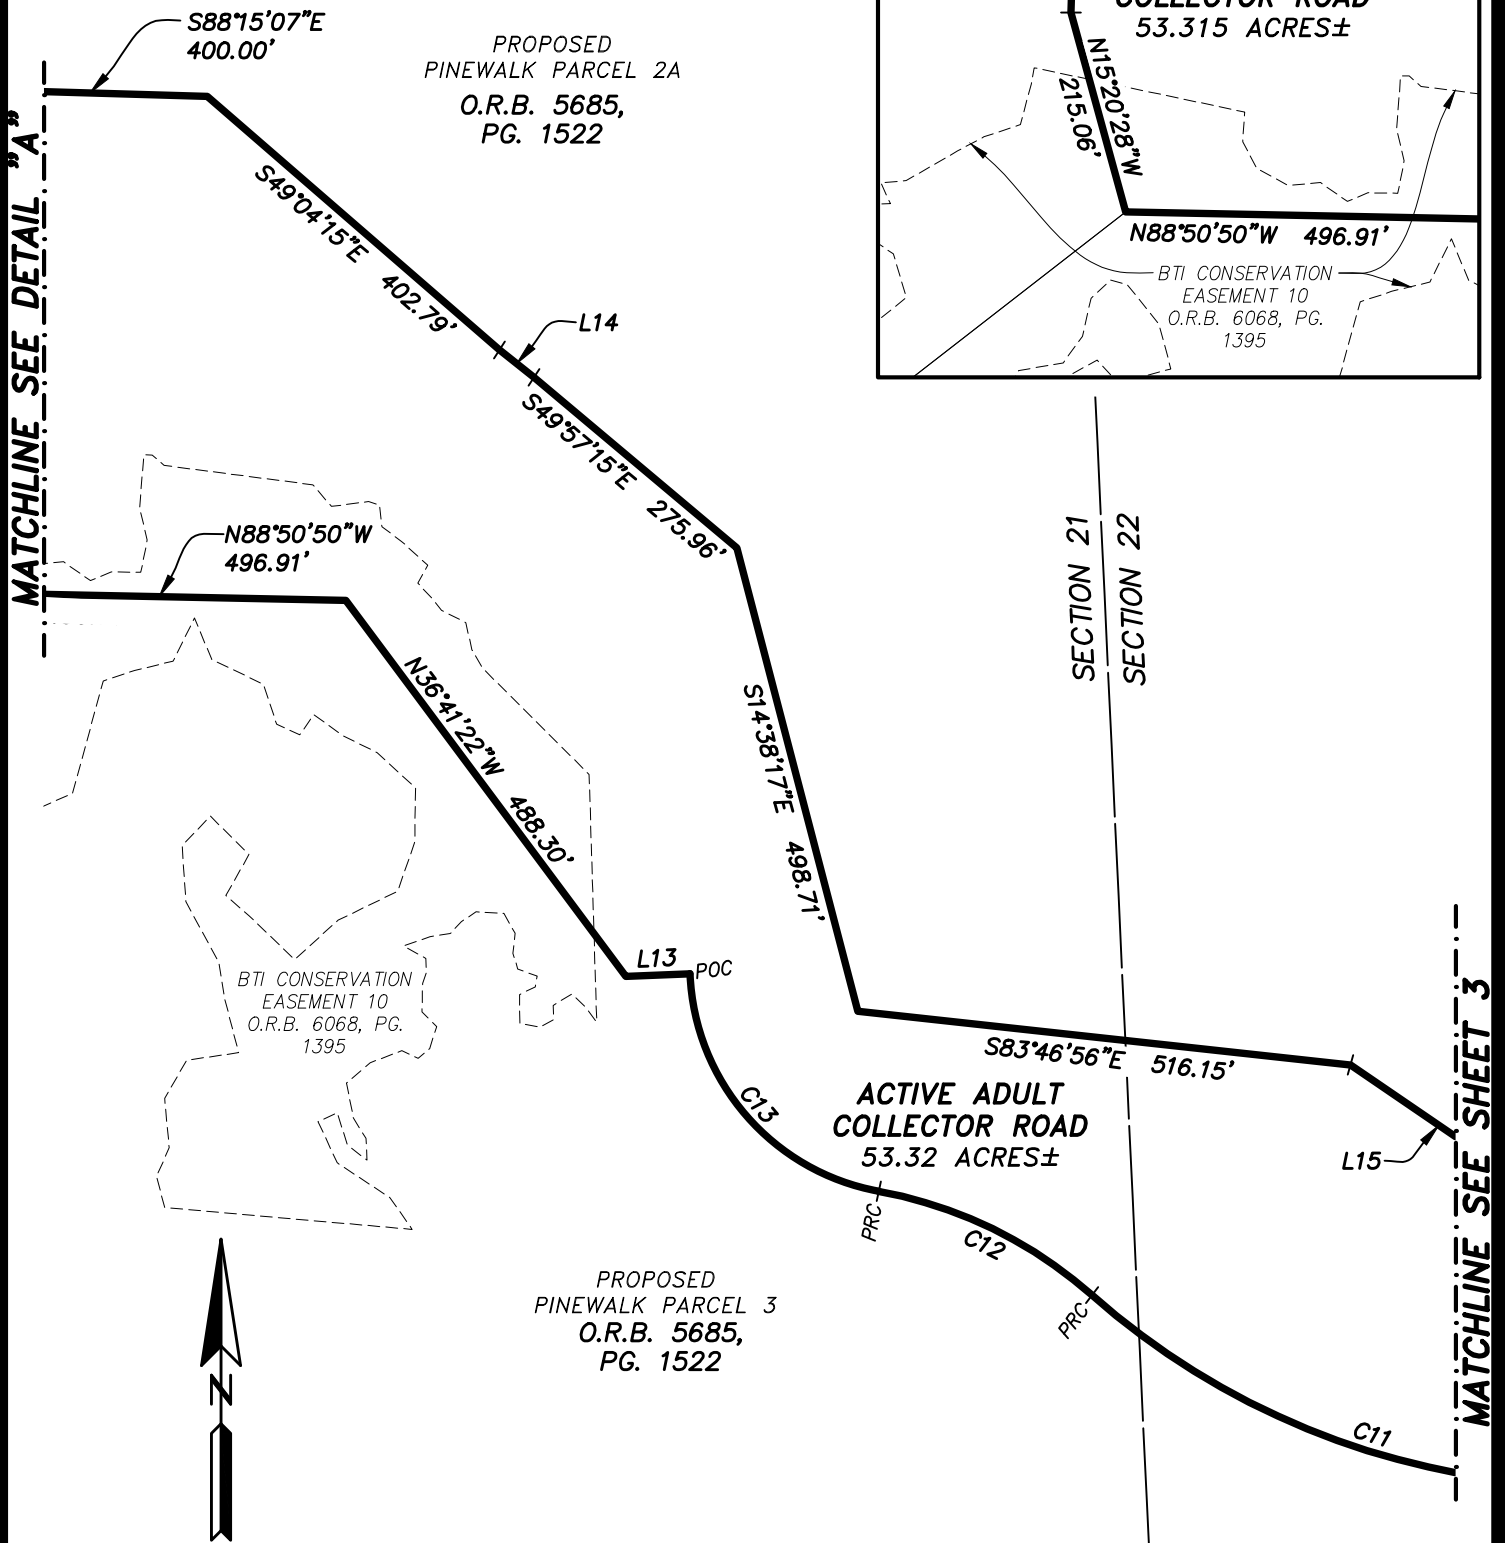 S88°15'07"E
400.00'
PROPOSED
PINEWALK PARCEL 2A
O.R.B. 5685,
PG. 1522
COLLECTOR ROAD
53.315 ACRES±
N15°20'28"W
215.06'
N88°50'50"W 496.91'
BTI CONSERVATION
EASEMENT 10
O.R.B. 6068, PG.
1395
MATCHLINE SEE DETAIL "A"
S49°04'15"E 402.79'
L14
S49°57'15"E 275.96'
N88°50'50"W
496.91'
SECTION 21
SECTION 22
N36°41'22"W 488.30'
S14°38'17"E 498.71'
L13
POC
BTI CONSERVATION
EASEMENT 10
O.R.B. 6068, PG.
1395
S83°46'56"E 516.15'
C13
ACTIVE ADULT
COLLECTOR ROAD
53.32 ACRES±
L15
MATCHLINE SEE SHEET 3
PRC
C12
PROPOSED
PINEWALK PARCEL 3
O.R.B. 5685,
PG. 1522
PRC
C11
N